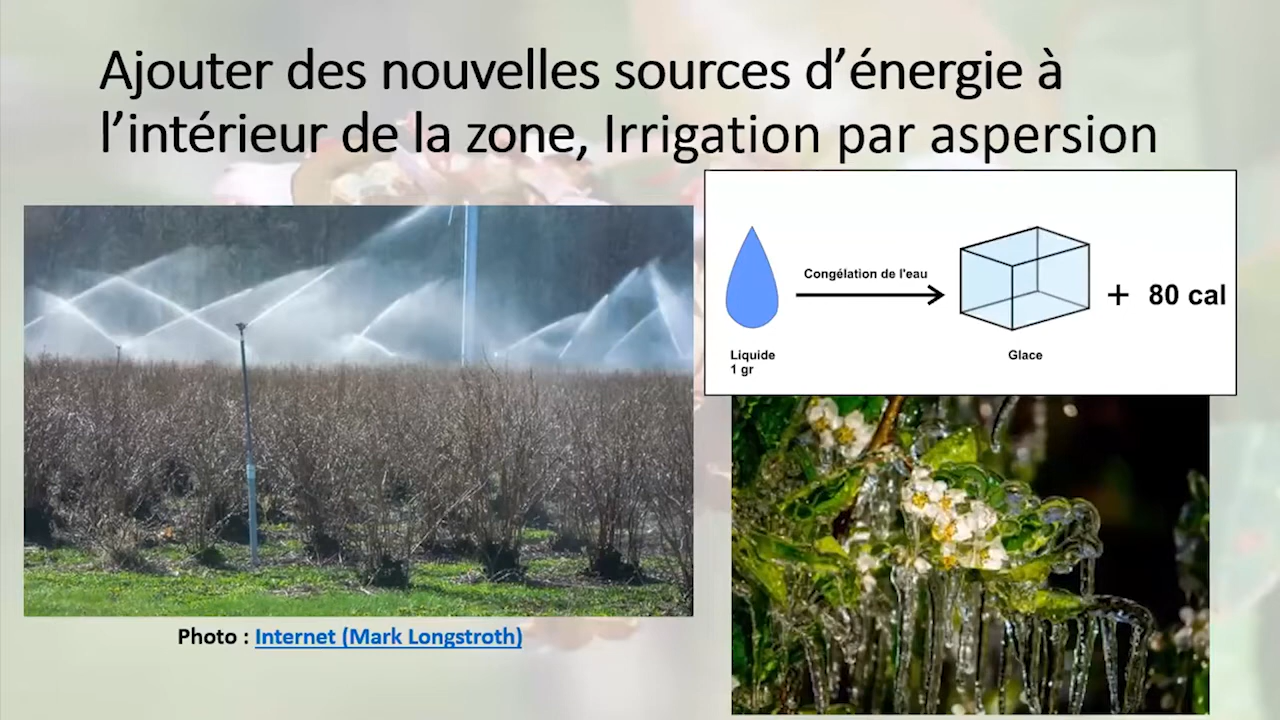 Ajouter des nouvelles sources d’énergie à
l’intérieur de la zone, Irrigation par aspersion
Congélation de l'eau
+ 80 cal
Liquide
1 gr
Glace
Photo : Internet (Mark Longstroth)